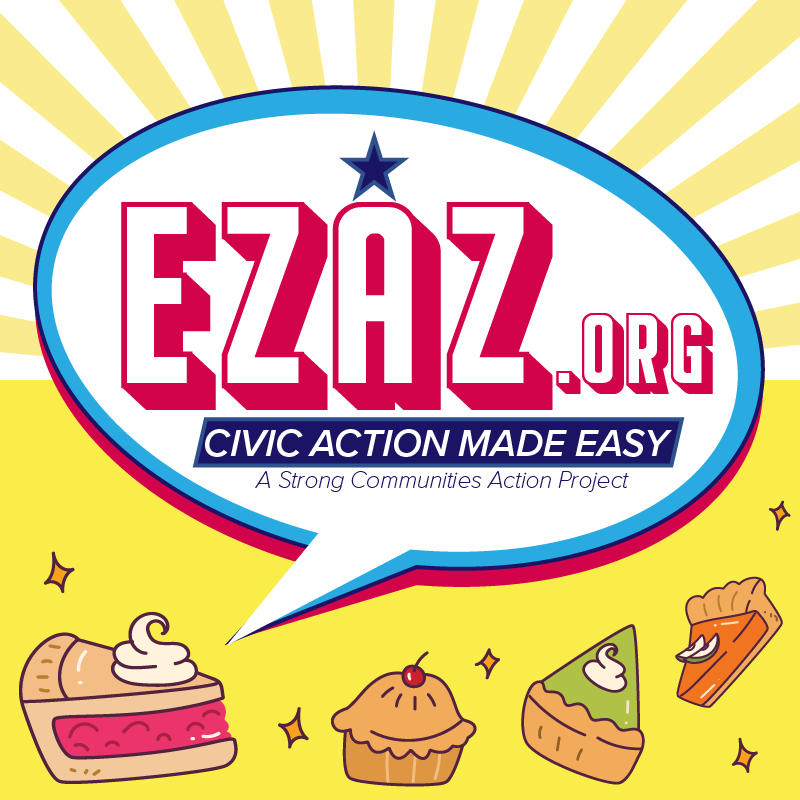 EZAZ.ORG
CIVIC ACTION MADE EASY
A Strong Communities Action Project